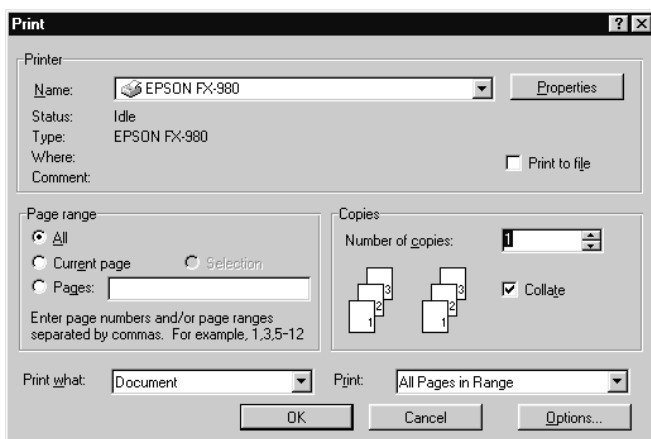 Print
Printer
Name: EPSON FX-980 Properties
Status: Idle
Type: EPSON FX-980
Where:
Comment:
Print to file
Page range
All
Current page Selection
Pages:
Enter page numbers and/or page ranges
separated by commas. For example, 1,3,5-12
Copies
Number of copies: 1
3 3
2 2
1 1
Collate
Print what: Document Print: All Pages in Range
OK Cancel Options...